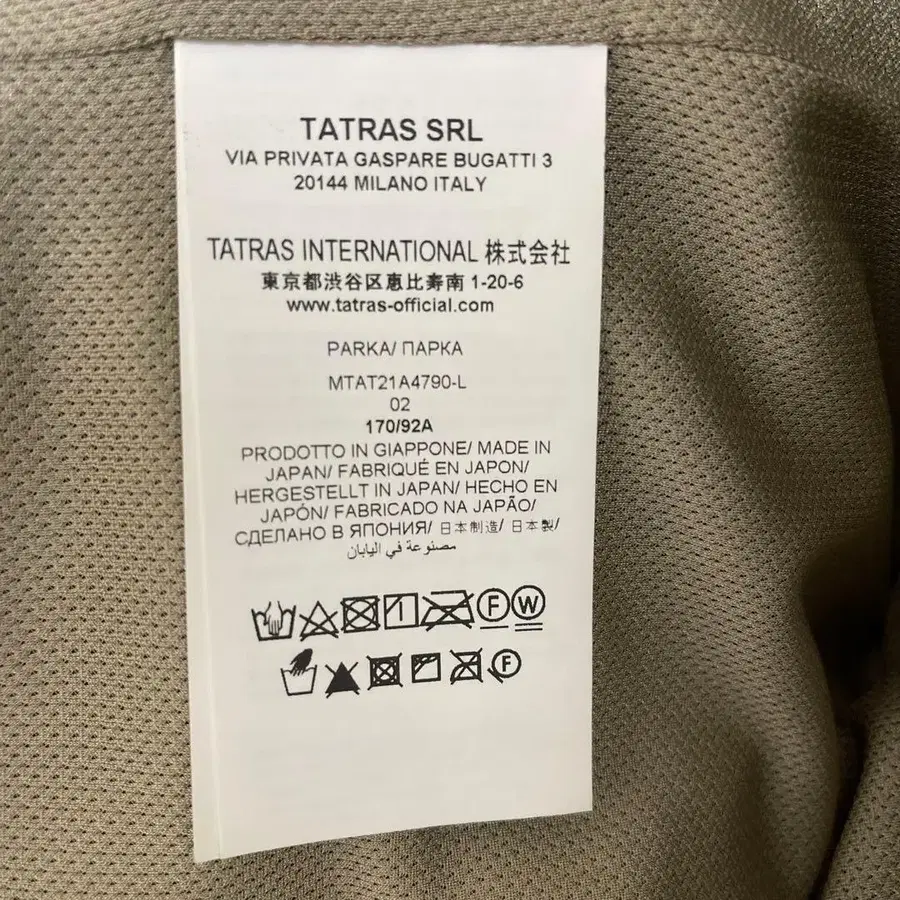 TATRAS SRL
VIA PRIVATA GASPARE BUGATTI 3
20144 MILANO ITALY
TATRAS INTERNATIONAL 株式会社
東京都渋谷区恵比寿南 1-20-6
www.tatras-official.com
PARKA/ ПАРКА
MTAT21A4790-L
02
170/92A
PRODOTTO IN GIAPPONE/ MADE IN
JAPAN/ FABRIQUÉ EN JAPON/
HERGESTELLT IN JAPAN/ HECHO EN
JAPÓN/ FABRICADO NA JAPÃO/
СДЕЛАНО В ЯПОНИЯ/ 日本制造/ 日本製/
مصنوعة في اليابان
F W
F